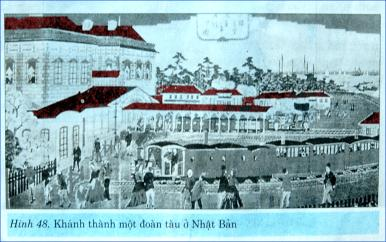 Hình 48. Khánh thành một đoàn tàu ở Nhật Bản